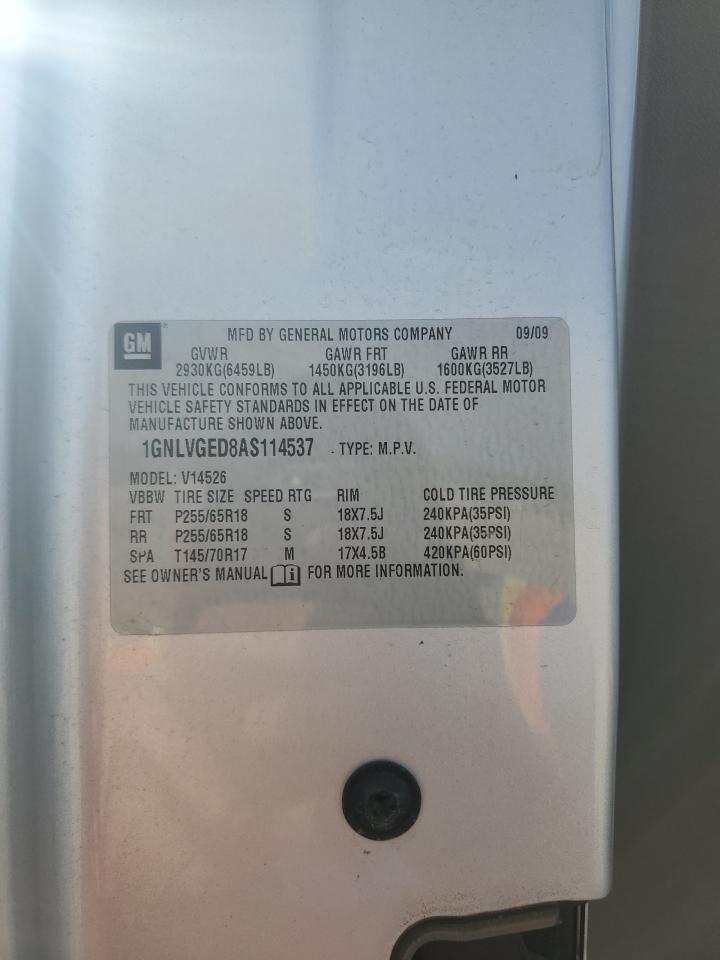 GM ® MFD BY GENERAL MOTORS COMPANY 09/09
GVWR GAWR FRT GAWR RR
2930KG(6459LB) 1450KG(3196LB) 1600KG(3527LB)
THIS VEHICLE CONFORMS TO ALL APPLICABLE U.S. FEDERAL MOTOR
VEHICLE SAFETY STANDARDS IN EFFECT ON THE DATE OF
MANUFACTURE SHOWN ABOVE.
1GNLVGED8AS114537 - TYPE: M.P.V.
MODEL: V14526
VBBW TIRE SIZE SPEED RTG RIM COLD TIRE PRESSURE
FRT P255/65R18 S 18X7.5J 240KPA(35PSI)
RR P255/65R18 S 18X7.5J 240KPA(35PSI)
SPA T145/70R17 M 17X4.5B 420KPA(60PSI)
SEE OWNER'S MANUAL i FOR MORE INFORMATION.